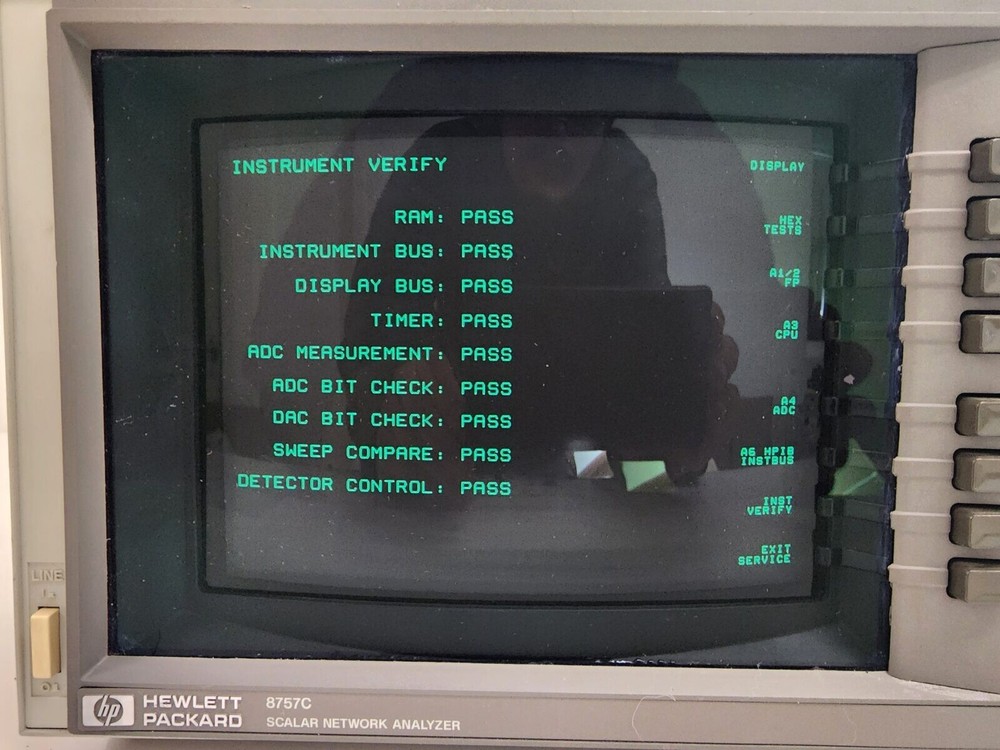 INSTRUMENT VERIFY
RAM: PASS
INSTRUMENT BUS: PASS
DISPLAY BUS: PASS
TIMER: PASS
ADC MEASUREMENT: PASS
ADC BIT CHECK: PASS
DAC BIT CHECK: PASS
SWEEP COMPARE: PASS
DETECTOR CONTROL: PASS
DISPLAY
HEX
TESTS
A1/2
FP
A3
CPU
A4
ADC
A6 HPIB
INSTBUS
INST
VERIFY
EXIT
SERVICE
LINE
hp
HEWLETT
PACKARD
8757C
SCALAR NETWORK ANALYZER